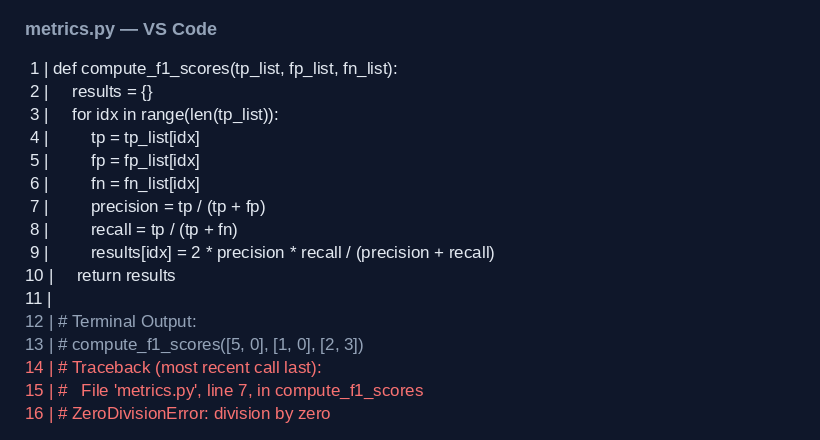 metrics.py — VS Code
1 | def compute_f1_scores(tp_list, fp_list, fn_list):
2 |     results = {}
3 |     for idx in range(len(tp_list)):
4 |         tp = tp_list[idx]
5 |         fp = fp_list[idx]
6 |         fn = fn_list[idx]
7 |         precision = tp / (tp + fp)
8 |         recall = tp / (tp + fn)
9 |         results[idx] = 2 * precision * recall / (precision + recall)
10 |     return results
11 |
12 | # Terminal Output:
13 | # compute_f1_scores([5, 0], [1, 0], [2, 3])
14 | # Traceback (most recent call last):
15 | #   File 'metrics.py', line 7, in compute_f1_scores
16 | # ZeroDivisionError: division by zero